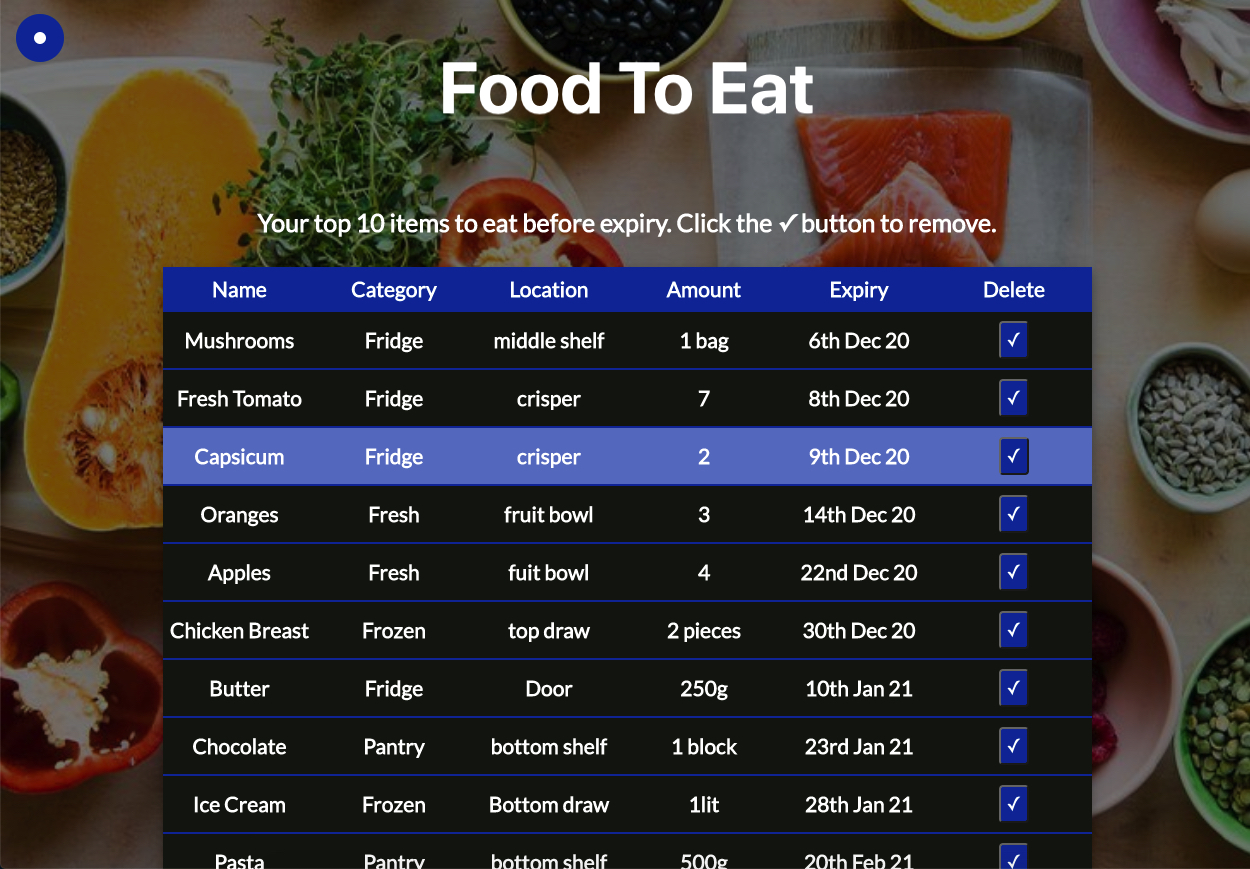 Food To Eat
Your top 10 items to eat before expiry. Click the ✓ button to remove.
Name Category Location Amount Expiry Delete
Mushrooms Fridge middle shelf 1 bag 6th Dec 20 ✓
Fresh Tomato Fridge crisper 7 8th Dec 20 ✓
Capsicum Fridge crisper 2 9th Dec 20 ✓
Oranges Fresh fruit bowl 3 14th Dec 20 ✓
Apples Fresh fuit bowl 4 22nd Dec 20 ✓
Chicken Breast Frozen top draw 2 pieces 30th Dec 20 ✓
Butter Fridge Door 250g 10th Jan 21 ✓
Chocolate Pantry bottom shelf 1 block 23rd Jan 21 ✓
Ice Cream Frozen Bottom draw 1lit 28th Jan 21 ✓
Pasta Pantry bottom shelf 500g 20th Feb 21 ✓